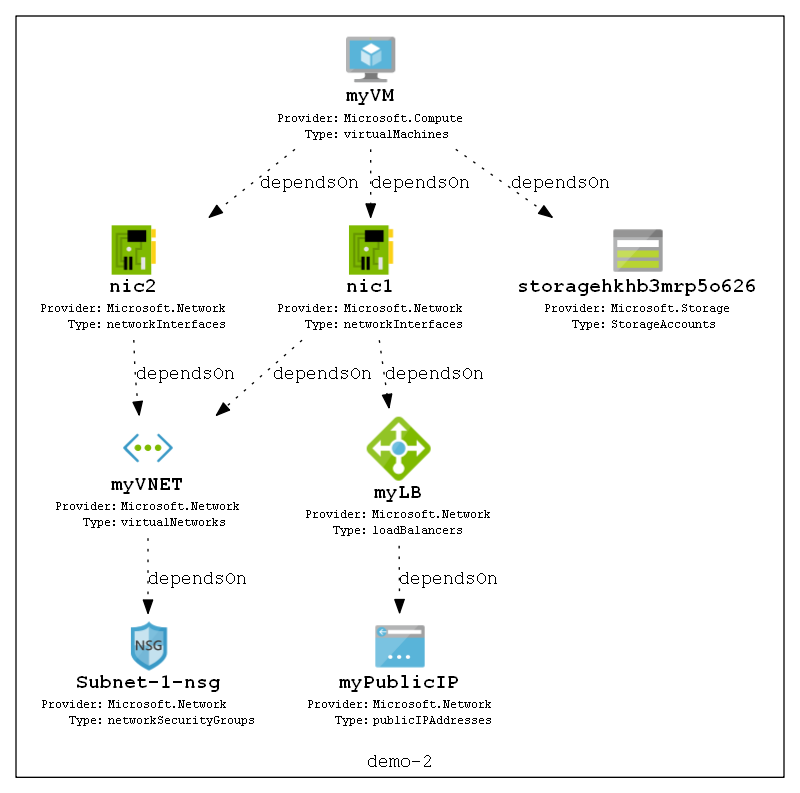 myVM
Provider: Microsoft.Compute
Type: virtualMachines
dependsOn dependsOn dependsOn
nic2 nic1 storagehkhb3mrp5o626
Provider: Microsoft.Network Provider: Microsoft.Network Provider: Microsoft.Storage
Type: networkInterfaces Type: networkInterfaces Type: StorageAccounts
dependsOn dependsOn dependsOn
myVNET
myLB
Provider: Microsoft.Network
Type: virtualNetworks
Provider: Microsoft.Network
Type: loadBalancers
dependsOn dependsOn
NSG
Subnet-1-nsg myPublicIP
Provider: Microsoft.Network Provider: Microsoft.Network
Type: networkSecurityGroups Type: publicIPAddresses
demo-2